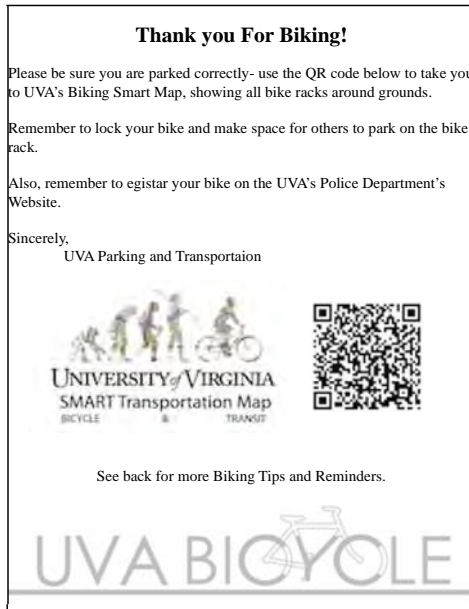 Thank you For Biking!
Please be sure you are parked correctly- use the QR code below to take you
to UVA's Biking Smart Map, showing all bike racks around grounds.
Remember to lock your bike and make space for others to park on the bike
rack.
Also, remember to egistar your bike on the UVA's Police Department's
Website.
Sincerely,
UVA Parking and Transportaion
UNIVERSITY of VIRGINIA
SMART Transportation Map
BICYCLE & TRANSIT
See back for more Biking Tips and Reminders.
UVA BICYCLE